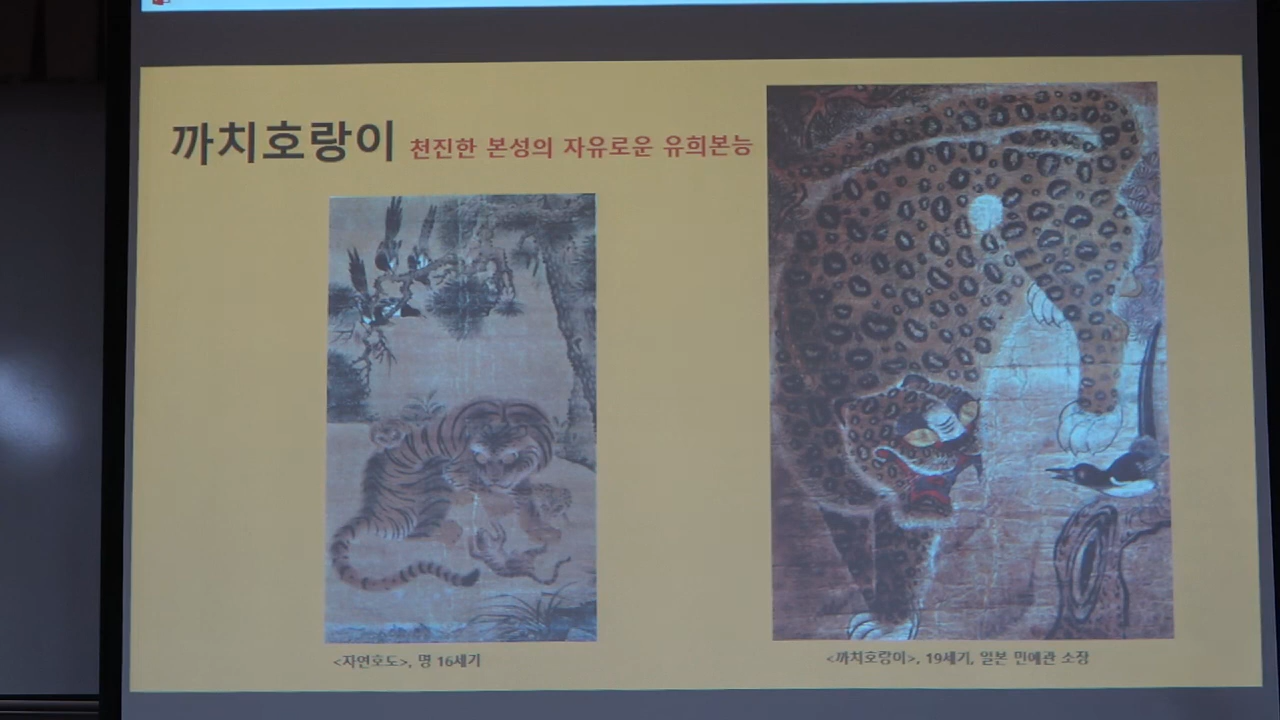 까치호랑이 천진한 본성의 자유로운 유희본능
<자연호도>, 명 16세기
<까치호랑이>, 19세기, 일본 민예관 소장